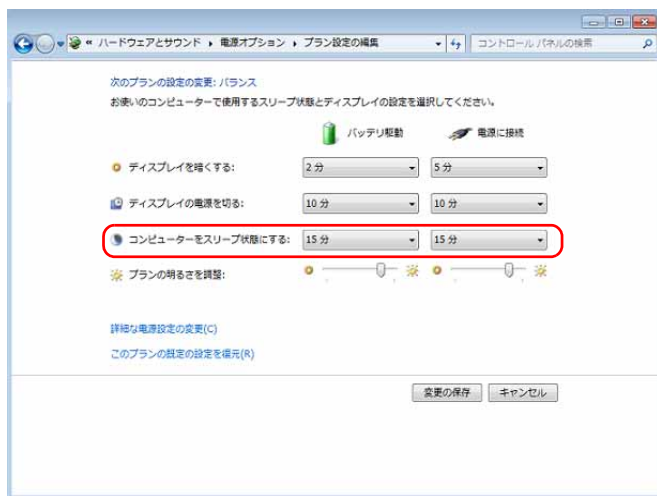 « ハードウェアとサウンド ▸ 電源オプション ▸ プラン設定の編集
コントロール パネルの検索
次のプランの設定の変更: バランス
お使いのコンピューターで使用するスリープ状態とディスプレイの設定を選択してください。
バッテリ駆動 電源に接続
ディスプレイを暗くする: 2 分 5 分
ディスプレイの電源を切る: 10 分 10 分
コンピューターをスリープ状態にする: 15 分 15 分
プランの明るさを調整:
詳細な電源設定の変更(C)
このプランの既定の設定を復元(R)
変更の保存 キャンセル